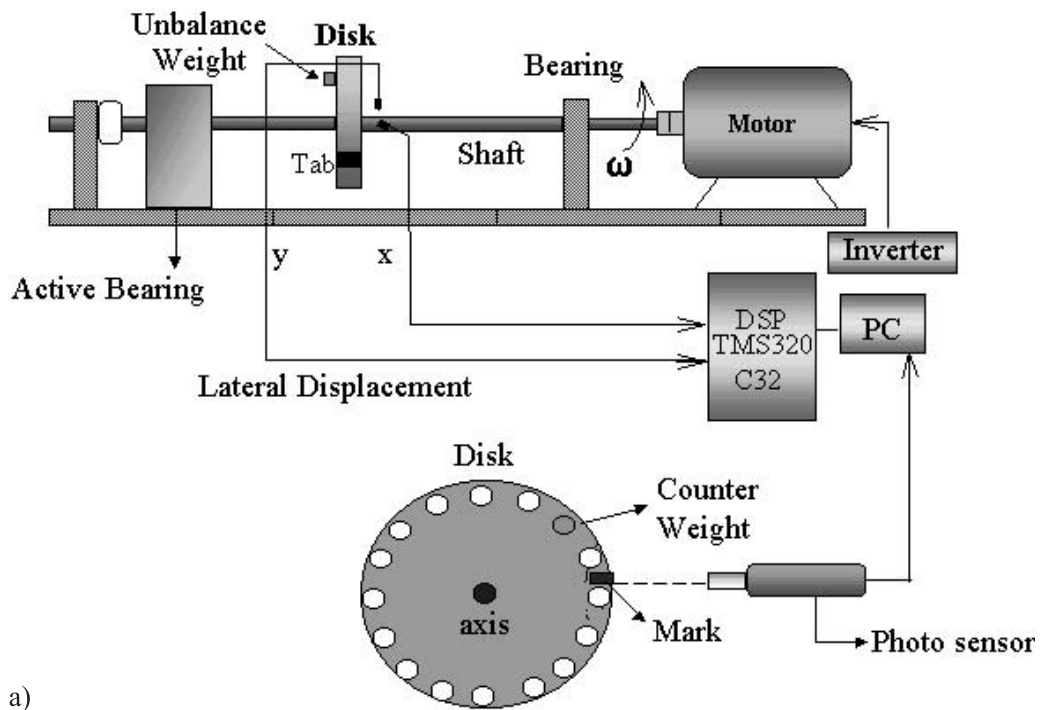 Unbalance
Weight
Disk
Bearing
Motor
Tab
Shaft
ω
y
x
Inverter
Active Bearing
DSP
TMS320
C32
PC
Lateral Displacement
Disk
Counter
Weight
axis
Mark
Photo sensor
a)